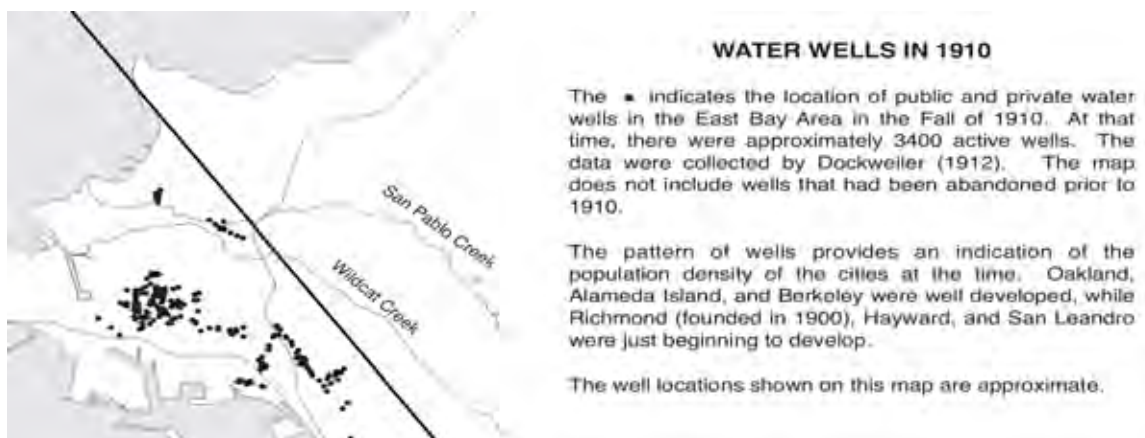 WATER WELLS IN 1910
The ▪ indicates the location of public and private water
wells in the East Bay Area in the Fall of 1910. At that
time, there were approximately 3400 active wells. The
data were collected by Dockweiler (1912). The map
does not include wells that had been abandoned prior to
1910.
The pattern of wells provides an indication of the
population density of the cities at the time. Oakland,
Alameda Island, and Berkeley were well developed, while
Richmond (founded in 1900), Hayward, and San Leandro
were just beginning to develop.
The well locations shown on this map are approximate.
San Pablo Creek
Wildcat Creek